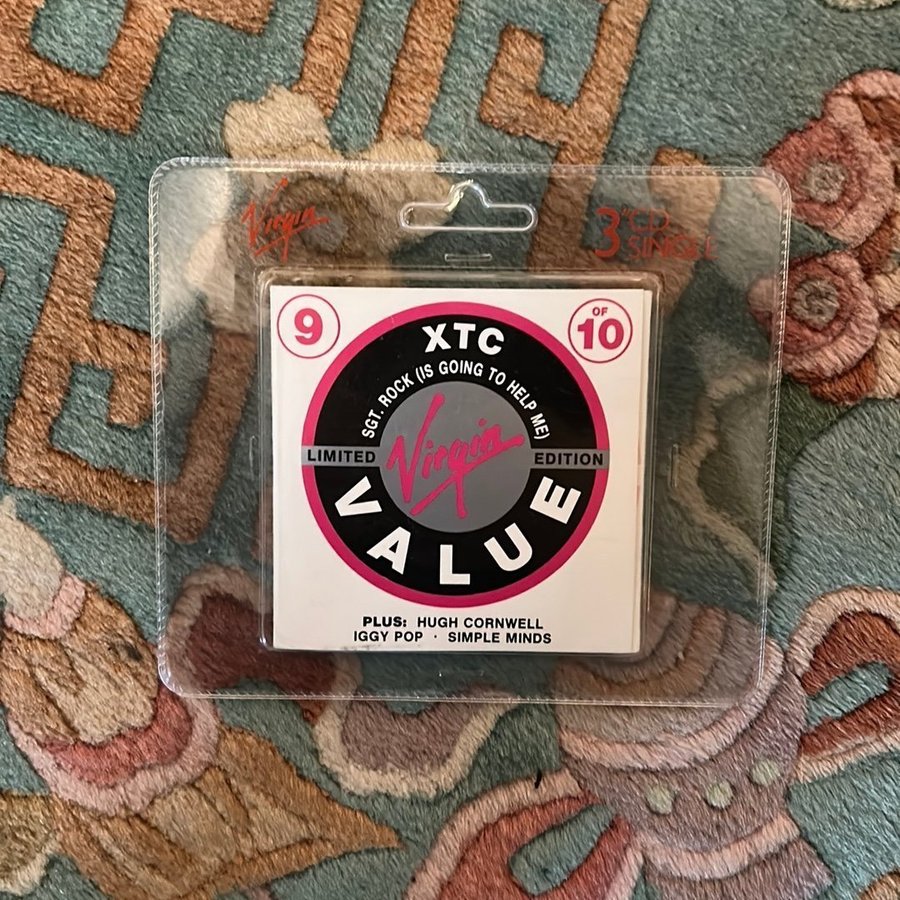 Virgin
3" CD
SINGLE
9
OF
10
XTC
SGT. ROCK (IS GOING TO HELP ME)
Virgin
LIMITED EDITION
VALUE
PLUS: HUGH CORNWELL
IGGY POP · SIMPLE MINDS